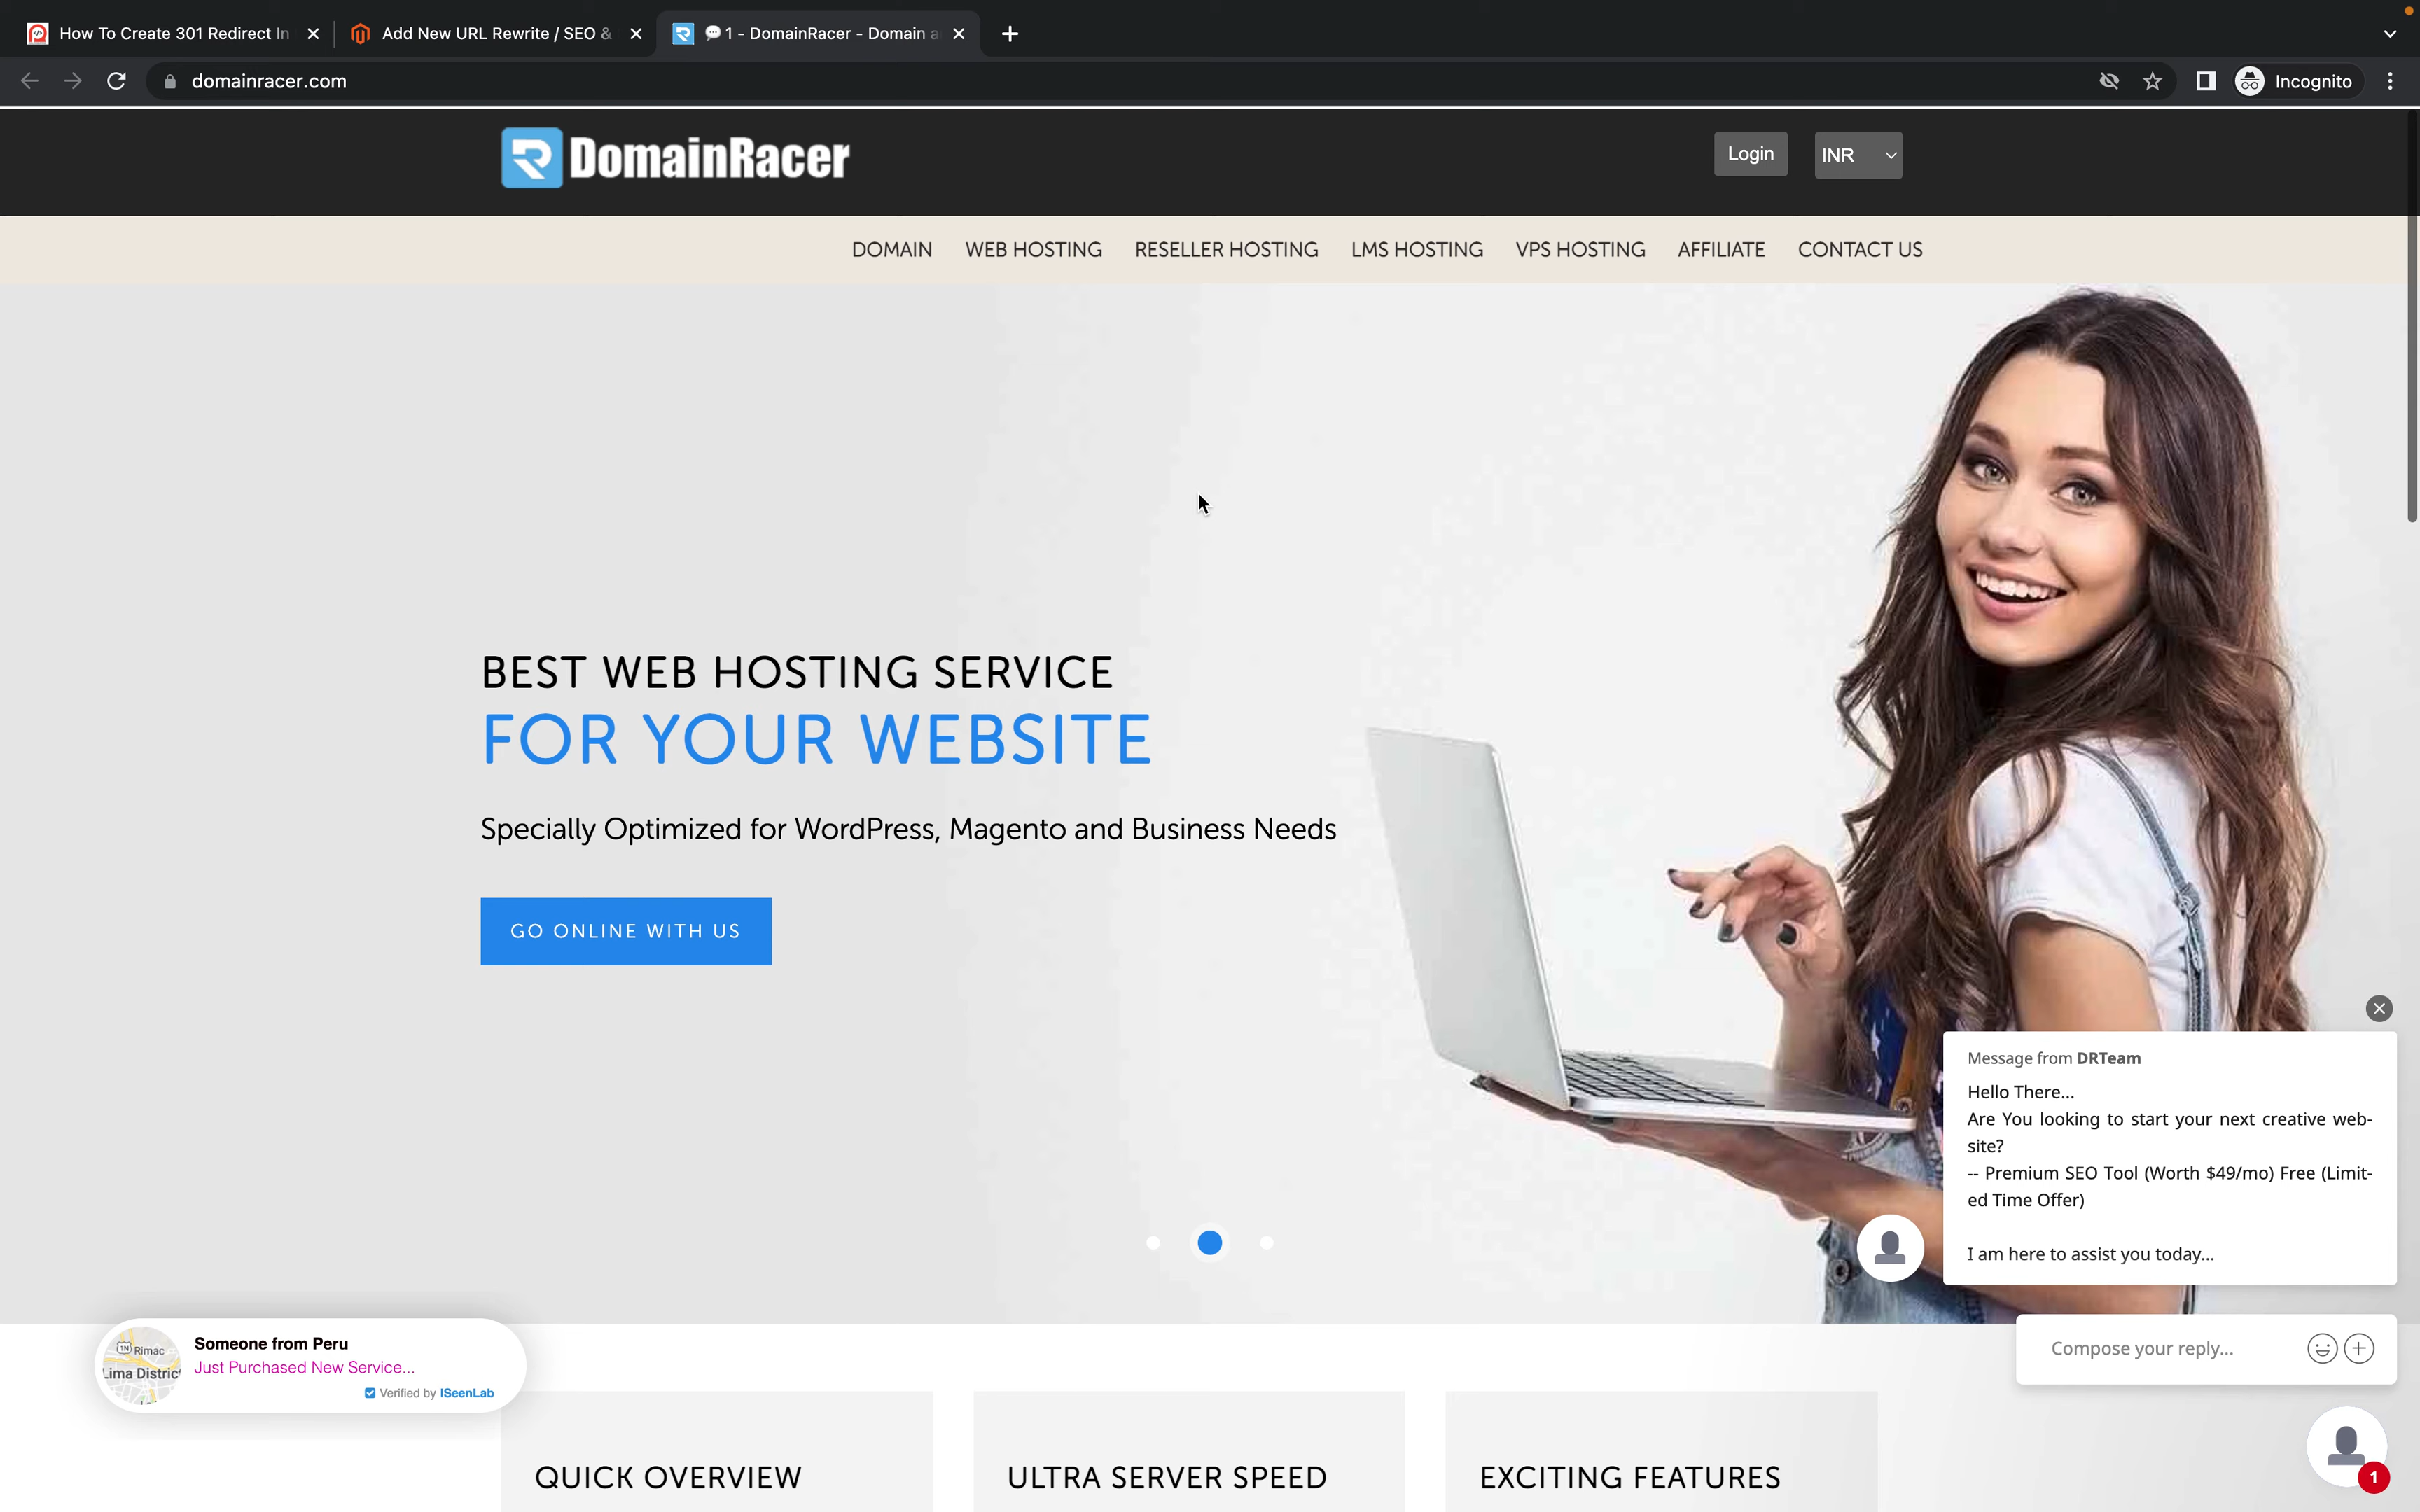 How To Create 301 Redirect In
Add New URL Rewrite / SEO &
1 - DomainRacer - Domain a
domainracer.com
Incognito
DomainRacer
Login
INR
DOMAIN
WEB HOSTING
RESELLER HOSTING
LMS HOSTING
VPS HOSTING
AFFILIATE
CONTACT US
BEST WEB HOSTING SERVICE
FOR YOUR WEBSITE
Specially Optimized for WordPress, Magento and Business Needs
GO ONLINE WITH US
Message from DRTeam
Hello There...
Are You looking to start your next creative web-
site?
-- Premium SEO Tool (Worth $49/mo) Free (Limit-
ed Time Offer)
I am here to assist you today...
Compose your reply...
1
1N Rimac
Lima District
Someone from Peru
Just Purchased New Service...
Verified by ISeenLab
QUICK OVERVIEW
ULTRA SERVER SPEED
EXCITING FEATURES